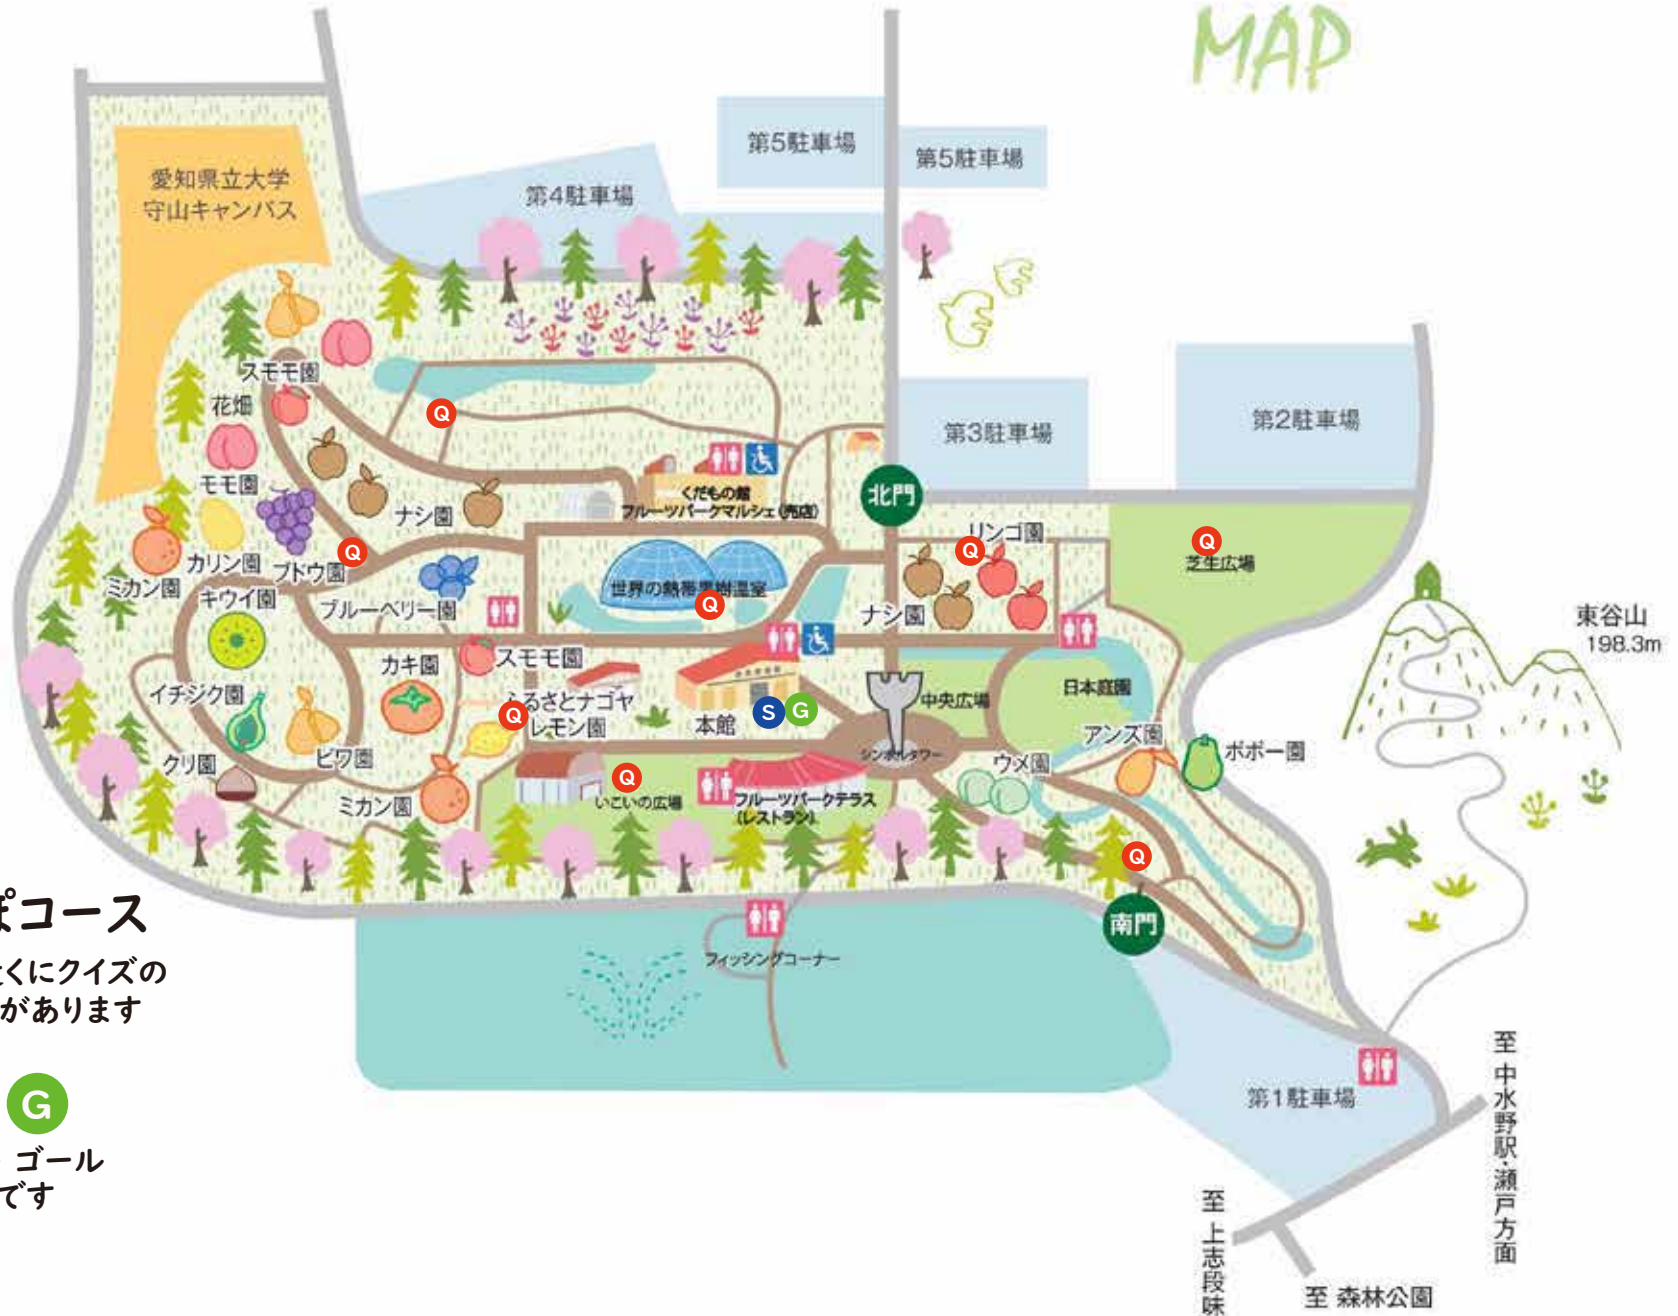 MAP
第5駐車場
第5駐車場
愛知県立大学
守山キャンパス
第4駐車場
スモモ園
花畑
Q
第3駐車場
第2駐車場
モモ園
くだもの館
フルーツパークマルシェ(売店)
北門
ナシ園
リンゴ園
Q
Q
芝生広場
カリン園
ブドウ園
Q
ミカン園
キウイ園
ブルーベリー園
世界の熱帯果樹温室
Q
ナシ園
東谷山
198.3m
カキ園
スモモ園
イチジク園
ふるさとナゴヤ
レモン園
Q
本館
S
G
中央広場
日本庭園
アンズ園
ポポー園
クリ園
ビワ園
シンボルタワー
ウメ園
ミカン園
Q
いこいの広場
フルーツパークテラス
(レストラン)
Q
ぽコース
くにクイズの
があります
南門
フィッシングコーナー
G
ゴール
です
第1駐車場
至 中水野駅・瀬戸方面
至 上志段味
至 森林公園